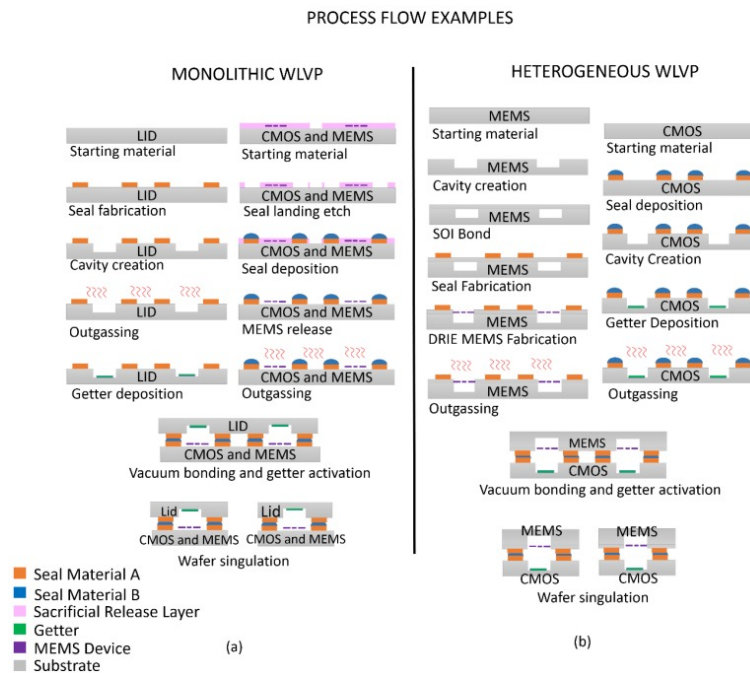 PROCESS FLOW EXAMPLES
MONOLITHIC WLVP
LID
Starting material
LID
Seal fabrication
LID
Cavity creation
LID
Outgassing
LID
Getter deposition
CMOS and MEMS
Starting material
CMOS and MEMS
Seal landing etch
CMOS and MEMS
Seal deposition
CMOS and MEMS
MEMS release
CMOS and MEMS
Outgassing
LID
CMOS and MEMS
Vacuum bonding and getter activation
Lid
CMOS and MEMS
Lid
CMOS and MEMS
Wafer singulation
Seal Material A
Seal Material B
Sacrificial Release Layer
Getter
MEMS Device
Substrate
(a)
HETEROGENEOUS WLVP
MEMS
Starting material
MEMS
Cavity creation
MEMS
SOI Bond
MEMS
Seal Fabrication
MEMS
DRIE MEMS Fabrication
MEMS
Outgassing
CMOS
Starting material
CMOS
Seal deposition
CMOS
Cavity Creation
CMOS
Getter Deposition
CMOS
Outgassing
MEMS
CMOS
Vacuum bonding and getter activation
MEMS
CMOS
MEMS
CMOS
Wafer singulation
(b)